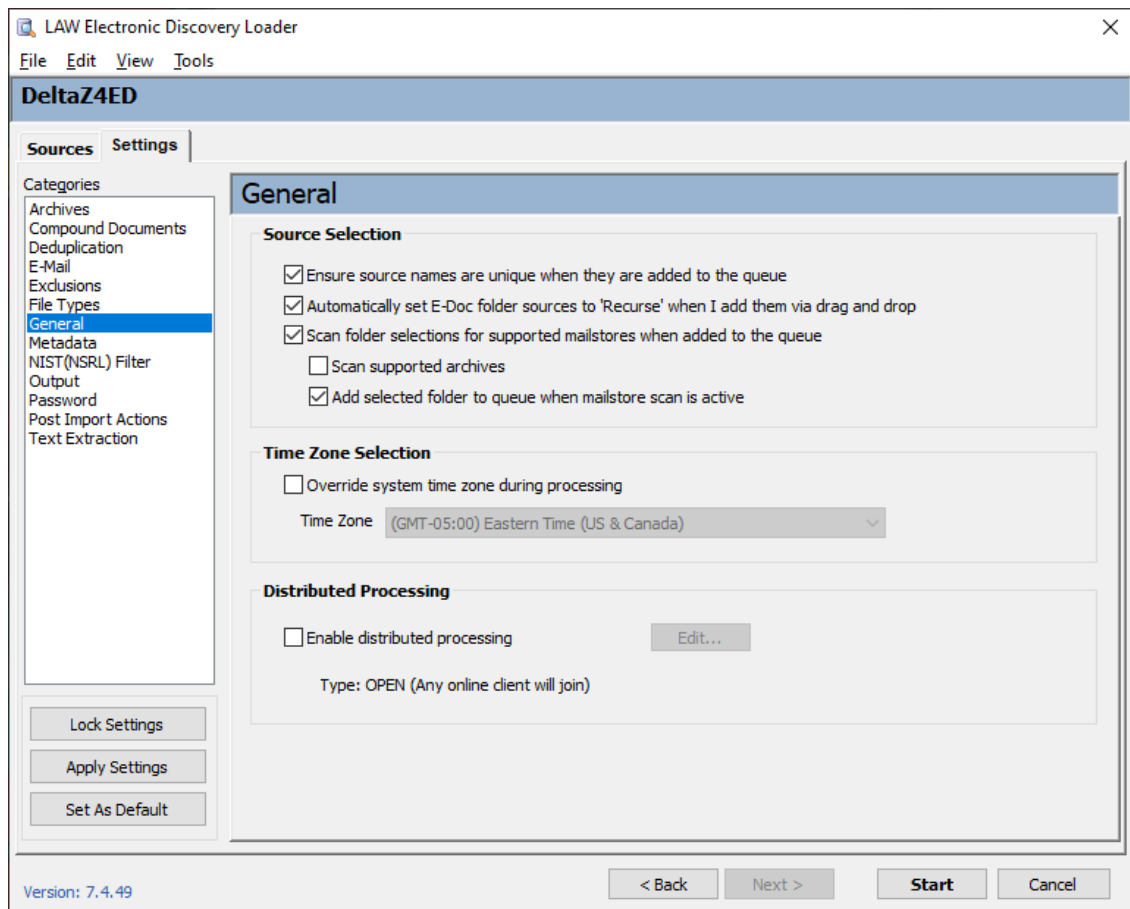 LAW Electronic Discovery Loader
File Edit View Tools
DeltaZ4ED
Sources Settings
Categories
Archives
Compound Documents
Deduplication
E-Mail
Exclusions
File Types
General
Metadata
NIST(NSRL) Filter
Output
Password
Post Import Actions
Text Extraction
Lock Settings
Apply Settings
Set As Default
General
Source Selection
Ensure source names are unique when they are added to the queue
Automatically set E-Doc folder sources to 'Recurse' when I add them via drag and drop
Scan folder selections for supported mailstores when added to the queue
Scan supported archives
Add selected folder to queue when mailstore scan is active
Time Zone Selection
Override system time zone during processing
Time Zone (GMT-05:00) Eastern Time (US & Canada)
Distributed Processing
Enable distributed processing Edit...
Type: OPEN (Any online client will join)
Version: 7.4.49
< Back Next > Start Cancel